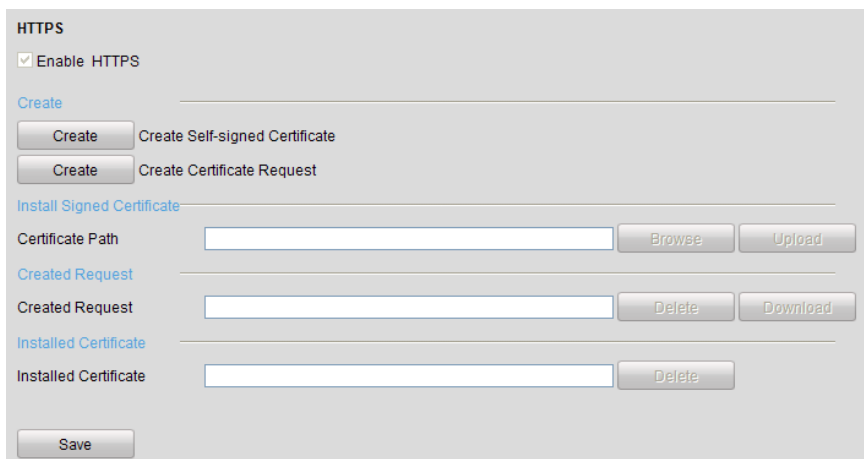 HTTPS
Enable HTTPS
Create
Create Create Self-signed Certificate
Create Create Certificate Request
Install Signed Certificate
Certificate Path Browse Upload
Created Request
Created Request Delete Download
Installed Certificate
Installed Certificate Delete
Save